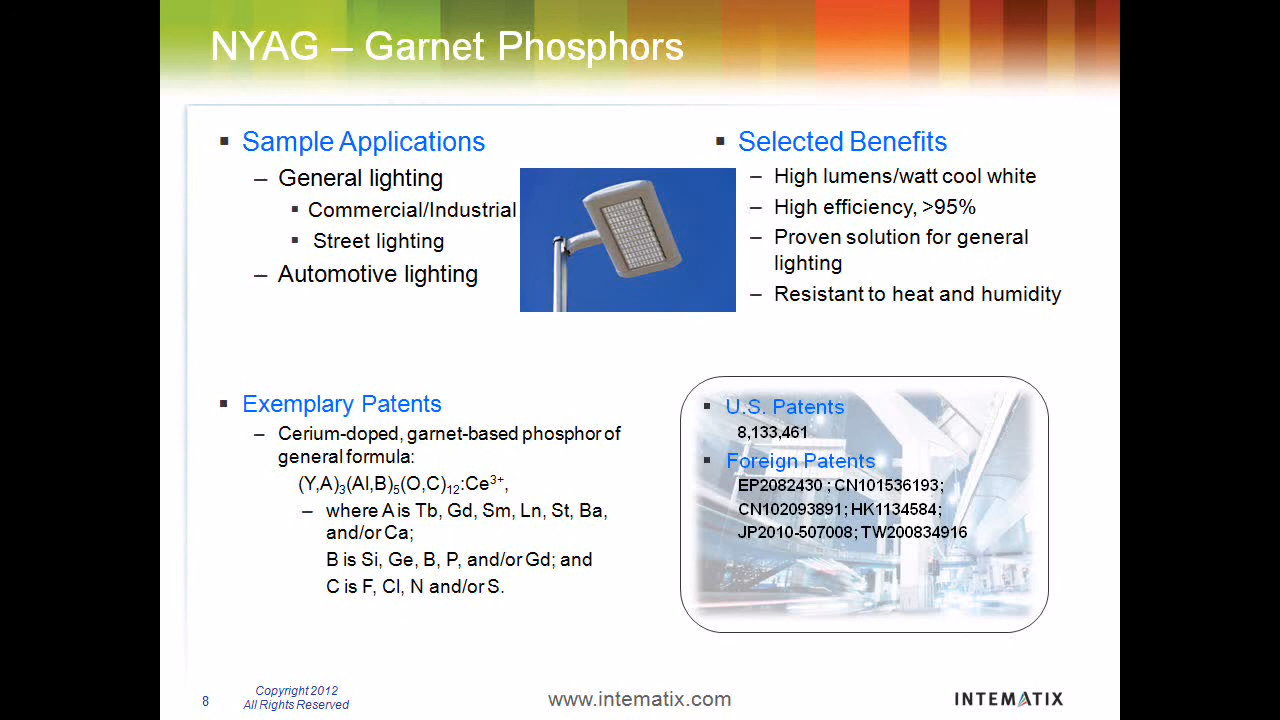 NYAG – Garnet Phosphors
▪ Sample Applications
– General lighting
▪ Commercial/Industrial
▪ Street lighting
– Automotive lighting
▪ Selected Benefits
– High lumens/watt cool white
– High efficiency, >95%
– Proven solution for general
lighting
– Resistant to heat and humidity
▪ Exemplary Patents
– Cerium-doped, garnet-based phosphor of
general formula:
(Y,A)₃(Al,B)₅(O,C)₁₂:Ce³⁺,
– where A is Tb, Gd, Sm, Ln, St, Ba,
and/or Ca;
B is Si, Ge, B, P, and/or Gd; and
C is F, Cl, N and/or S.
▪ U.S. Patents
8,133,461
▪ Foreign Patents
EP2082430 ; CN101536193;
CN102093891; HK1134584;
JP2010-507008; TW200834916
8
Copyright 2012
All Rights Reserved
www.intematix.com
INTEMATIX